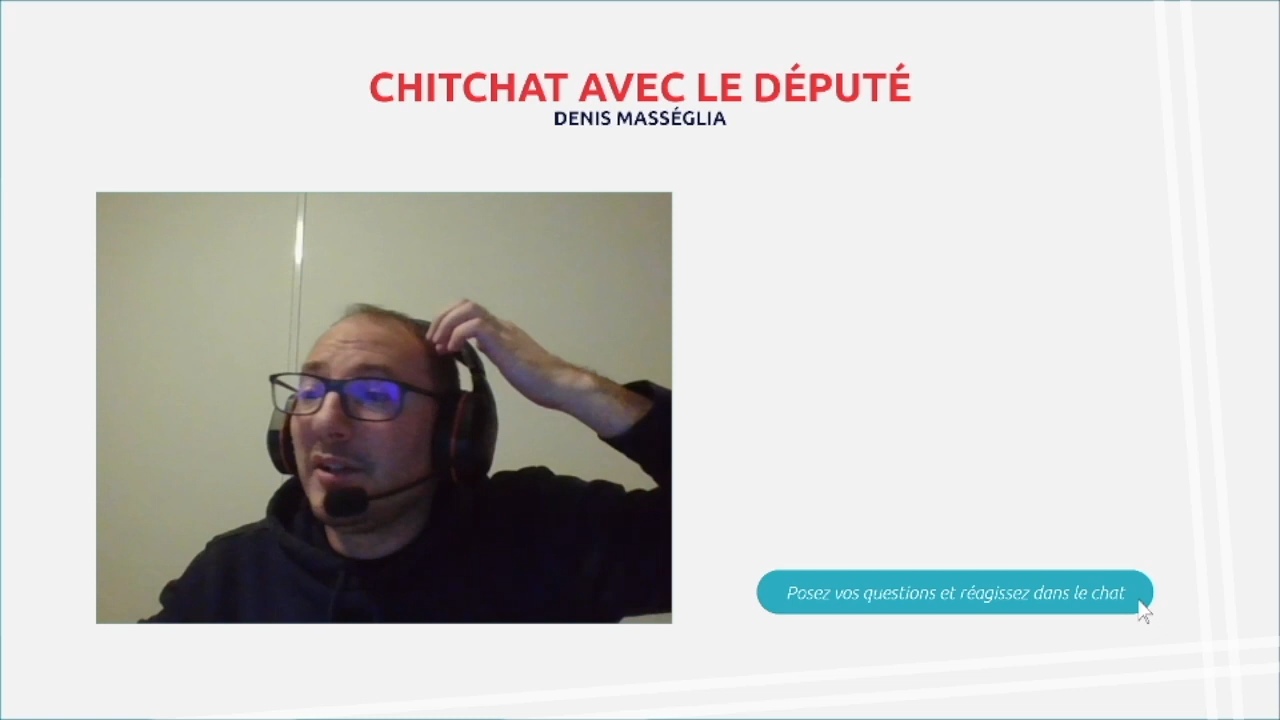 CHITCHAT AVEC LE DÉPUTÉ
DENIS MASSÉGLIA
Posez vos questions et réagissez dans le chat